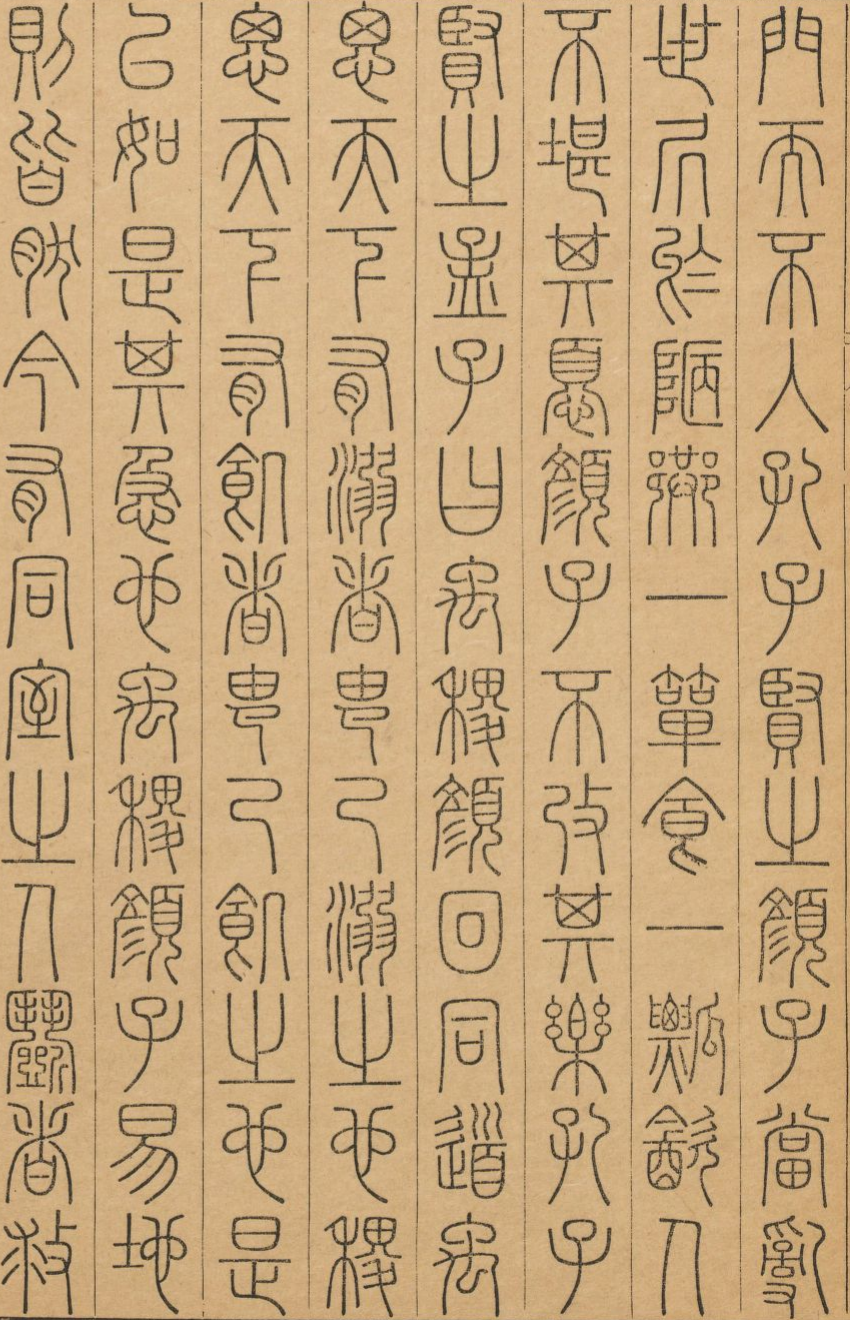 門而不入孔子賢之顏子當亂
世居於陋巷一簞食一瓢飲人
不堪其憂顏子不改其樂孔子
賢之孟子曰禹稷顏回同道禹
思天下有溺者由己溺之也稷
思天下有飢者由己飢之也是
以如是其急也禹稷顏子易地
則皆然今有同室之人鬭者救